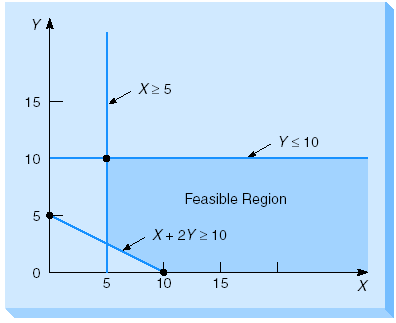 Y
X ≥ 5
15
Y ≤ 10
10
Feasible Region
5
X + 2Y ≥ 10
0
5 10 15 X